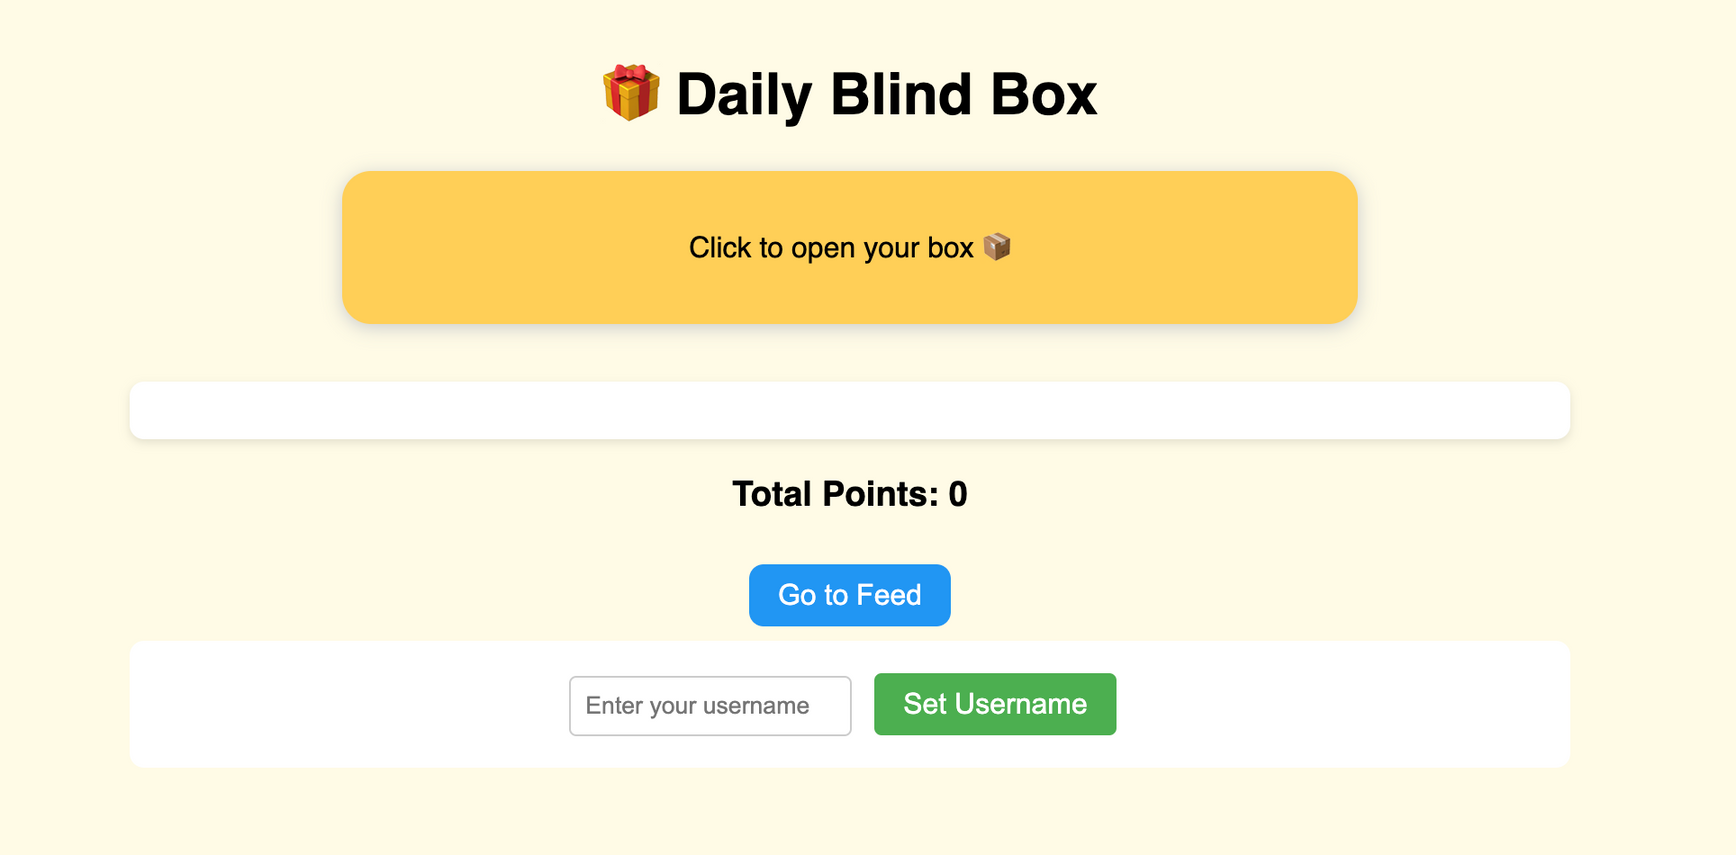 🎁 Daily Blind Box
Click to open your box 📦
Total Points: 0
Go to Feed
Enter your username
Set Username